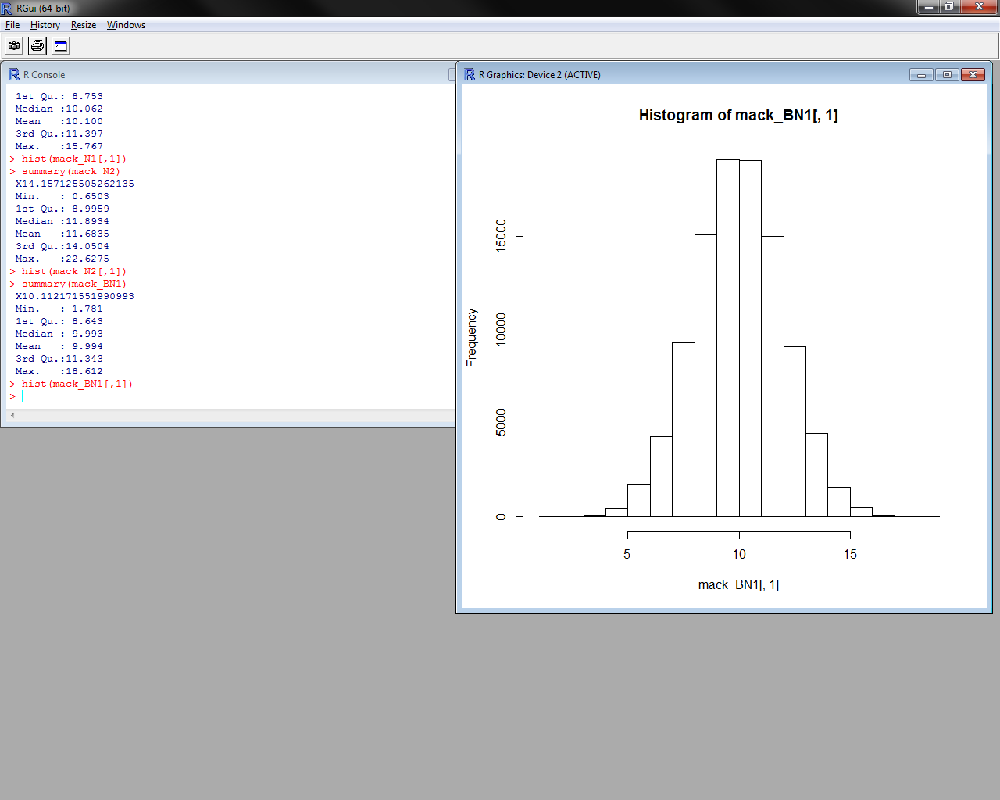 RGui (64-bit)
File History Resize Windows
R Console
1st Qu.: 8.753
Median :10.062
Mean   :10.100
3rd Qu.:11.397
Max.   :15.767
> hist(mack_N1[,1])
> summary(mack_N2)
X14.157125505262135
Min.   : 0.6503
1st Qu.: 8.9959
Median :11.8934
Mean   :11.6835
3rd Qu.:14.0504
Max.   :22.6275
> hist(mack_N2[,1])
> summary(mack_BN1)
X10.112171551990993
Min.   : 1.781
1st Qu.: 8.643
Median : 9.993
Mean   : 9.994
3rd Qu.:11.343
Max.   :18.612
> hist(mack_BN1[,1])
>
R Graphics: Device 2 (ACTIVE)
Histogram of mack_BN1[, 1]
Frequency
15000
10000
5000
0
5 10 15
mack_BN1[, 1]